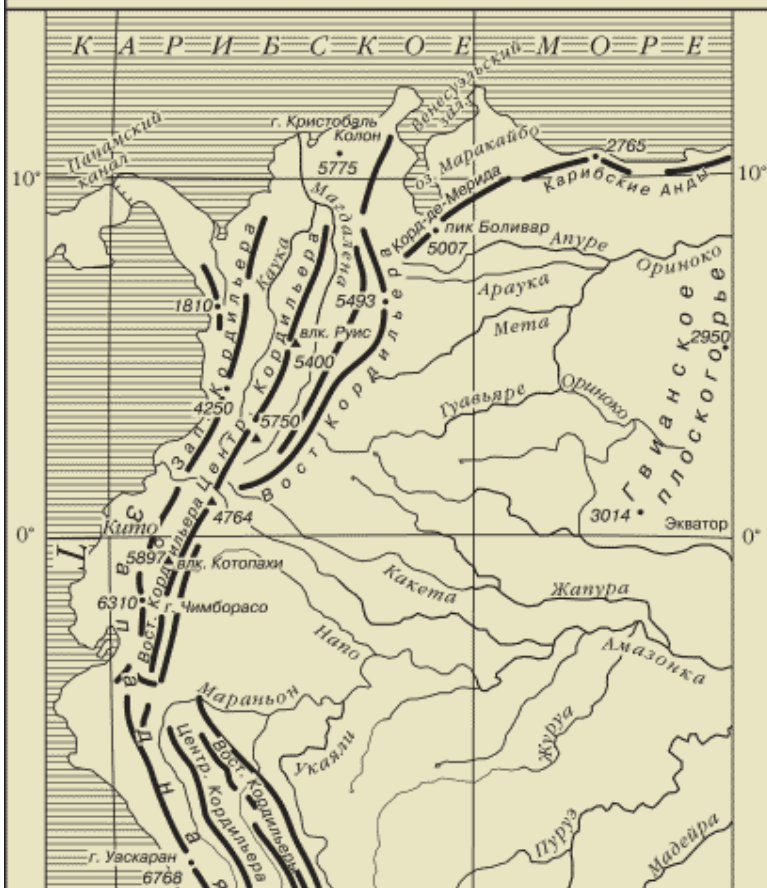 КАРИБСКОЕ МОРЕ
Венесуэльский
зал.
г. Кристобаль
Колон
5775
Панамский
канал
оз. Маракайбо
2765
10°
10°
Карибские Анды
Корд-де-Мерида
Магдалена
пик Боливар
5007
Апуре
Ориноко
Каука
Араука
1810
5493
Мета
влк. Руис
5400
2950
Зап. Кордильера
Центр. Кордильера
Вост. Кордильера
Гвианское
плоскогорье
4250
5750
Гуавьяре
Ориноко
4764
3014
Экватор
0°
0°
Кито
Т
5897
влк. Котопахи
Вост. Кордильера
6310
г. Чимборасо
Какета
Жапура
Напо
Амазонка
Мараньон
Укаяли
Журуа
Западная
Центр. Кордильера
Вост. Кордильера
Пуруэ
Мадейра
г. Уаскаран
6768